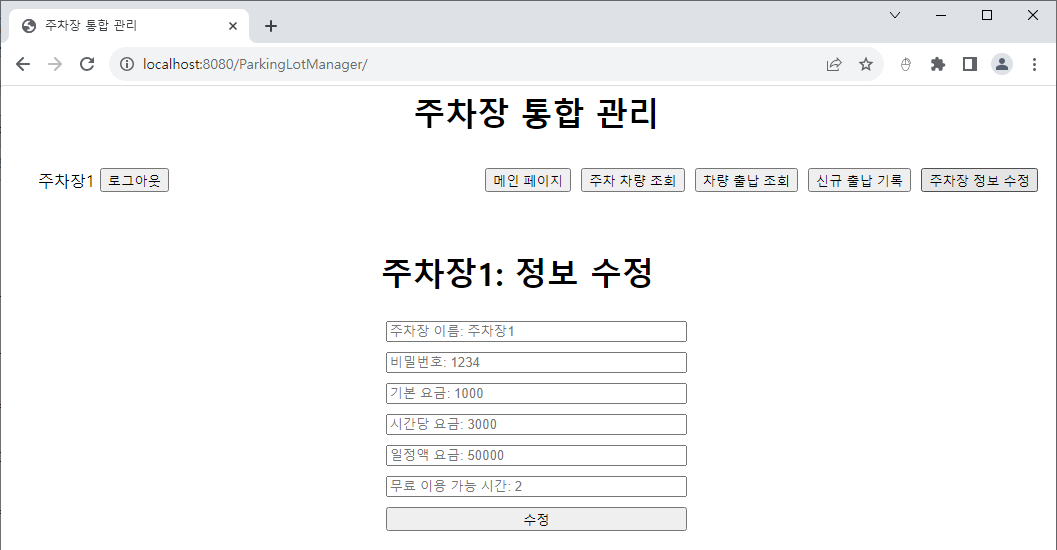 주차장 통합 관리
localhost:8080/ParkingLotManager/
주차장 통합 관리
주차장1 로그아웃 메인 페이지 주차 차량 조회 차량 출납 조회 신규 출납 기록 주차장 정보 수정
주차장1: 정보 수정
주차장 이름: 주차장1
비밀번호: 1234
기본 요금: 1000
시간당 요금: 3000
일정액 요금: 50000
무료 이용 가능 시간: 2
수정